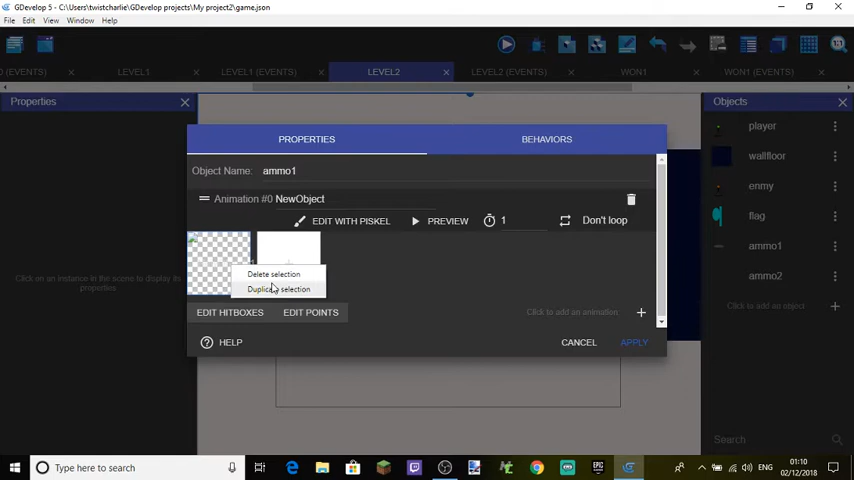 GDevelop 5 - C:\Users\twistcharlie\GDevelop projects\My project2\game.json
File Edit View Window Help
0 (EVENTS) LEVEL1 LEVEL1 (EVENTS) LEVEL2 LEVEL2 (EVENTS) WON1 WON1 (EVENTS)
Properties
Objects
PROPERTIES BEHAVIORS
player
Object Name: ammo1
wallfloor
enmy
Animation #0 NewObject
flag
EDIT WITH PISKEL PREVIEW 1 Don't loop
ammo1
Delete selection
Click on an instance in the scene to display its
properties
ammo2
Duplicate selection
Click to add an object
EDIT HITBOXES EDIT POINTS Click to add an animation:
HELP CANCEL APPLY
Search
Type here to search
ENG
01:10
02/12/2018